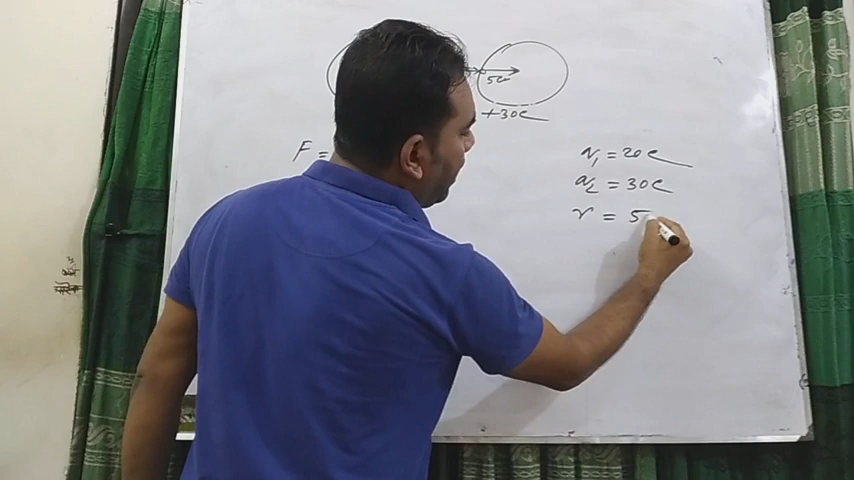 5c
+30c
F =
q₁ = 20c
q₂ = 30c
r = 5